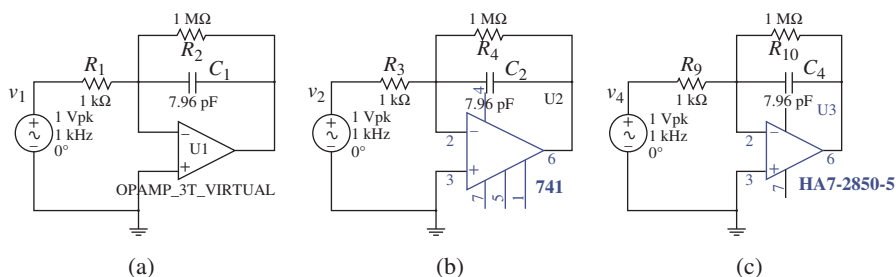 1 MΩ
R2
R1
C1
v1
1 kΩ
7.96 pF
1 Vpk
1 kHz
0°
U1
OPAMP_3T_VIRTUAL
(a)
1 MΩ
R4
R3
C2
v2
1 kΩ
4
7.96 pF
U2
1 Vpk
1 kHz
0°
2
6
3
741
7
5
1
(b)
1 MΩ
R10
R9
C4
v4
1 kΩ
7.96 pF
U3
1 Vpk
1 kHz
0°
2
6
3
HA7-2850-5
7
(c)